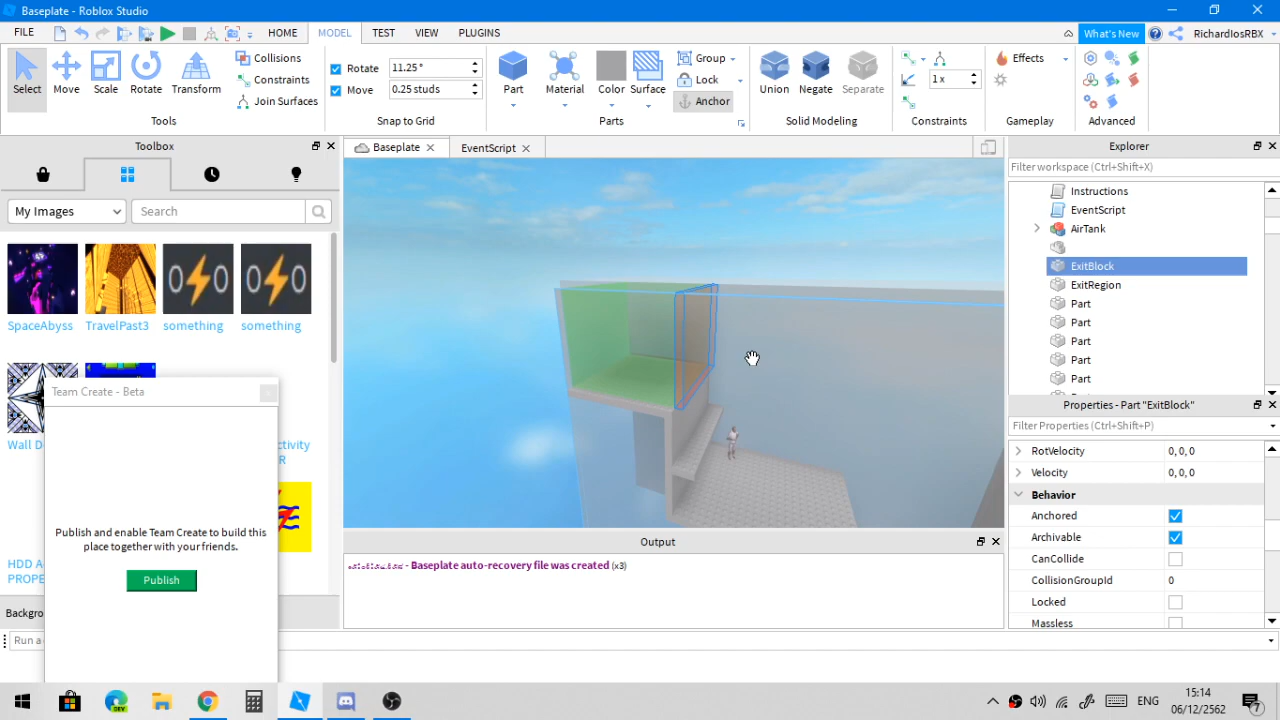 Baseplate - Roblox Studio
FILE HOME MODEL TEST VIEW PLUGINS What's New RichardIosRBX
Select Move Scale Rotate Transform
Collisions
Constraints
Join Surfaces
Tools
Rotate 11.25°
Move 0.25 studs
Snap to Grid
Part Material Color Surface
Group
Lock
Anchor
Parts
Union Negate Separate
Solid Modeling
1 x
Constraints
Effects
Gameplay
Advanced
Toolbox
My Images Search
SpaceAbyss TravelPast3 something something
Wall D
HDD A
PROPE
ctivity
R
Backgro
Team Create - Beta
Publish and enable Team Create to build this
place together with your friends.
Publish
Run a
Baseplate EventScript
Output
- Baseplate auto-recovery file was created (x3)
Explorer
Filter workspace (Ctrl+Shift+X)
Instructions
EventScript
AirTank
ExitBlock
ExitRegion
Part
Part
Part
Part
Part
Properties - Part "ExitBlock"
Filter Properties (Ctrl+Shift+P)
RotVelocity 0, 0, 0
Velocity 0, 0, 0
Behavior
Anchored
Archivable
CanCollide
CollisionGroupId 0
Locked
Massless
DEV
ENG
15:14
06/12/2562
7